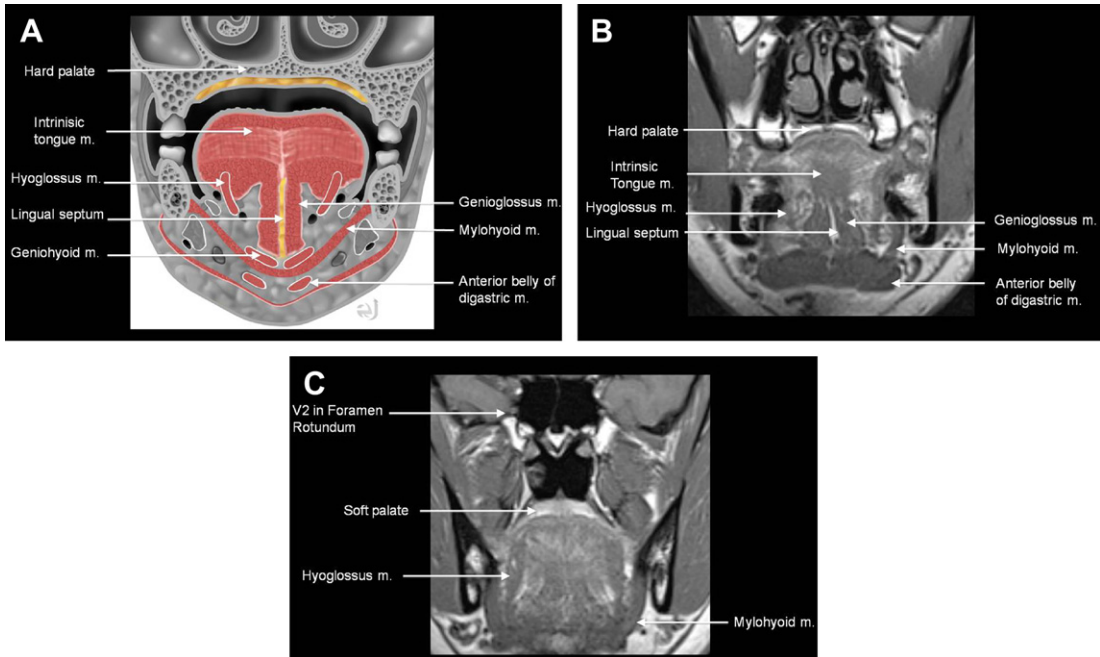 A
Hard palate
Intrinisic
tongue m.
Hyoglossus m.
Lingual septum
Geniohyoid m.
Genioglossus m.
Mylohyoid m.
Anterior belly of
digastric m.
B
Hard palate
Intrinsic
Tongue m.
Hyoglossus m.
Lingual septum
Genioglossus m.
Mylohyoid m.
Anterior belly
of digastric m.
C
V2 in Foramen
Rotundum
Soft palate
Hyoglossus m.
Mylohyoid m.